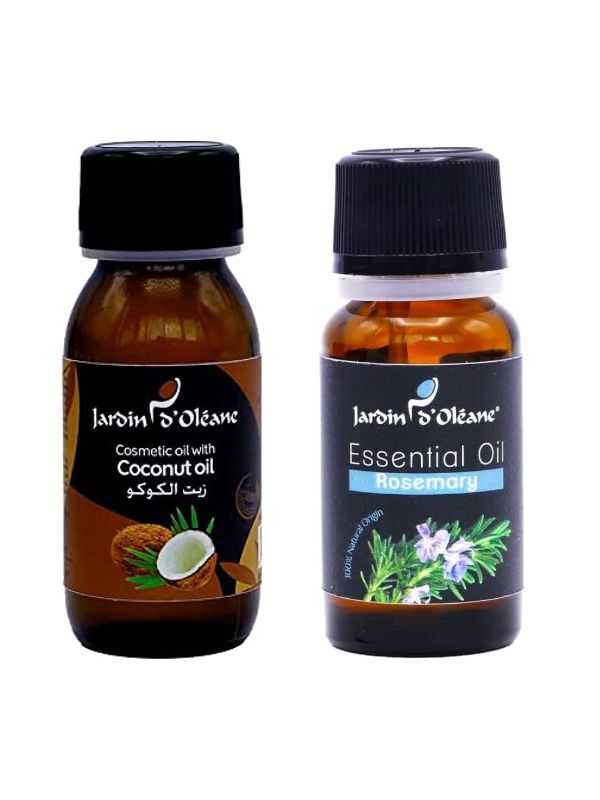 Jardin d'Oléane
Cosmetic oil with
Coconut oil
زيت الكوكو
Jardin d'Oléane®
Essential Oil
Rosemary
100% Natural Origin